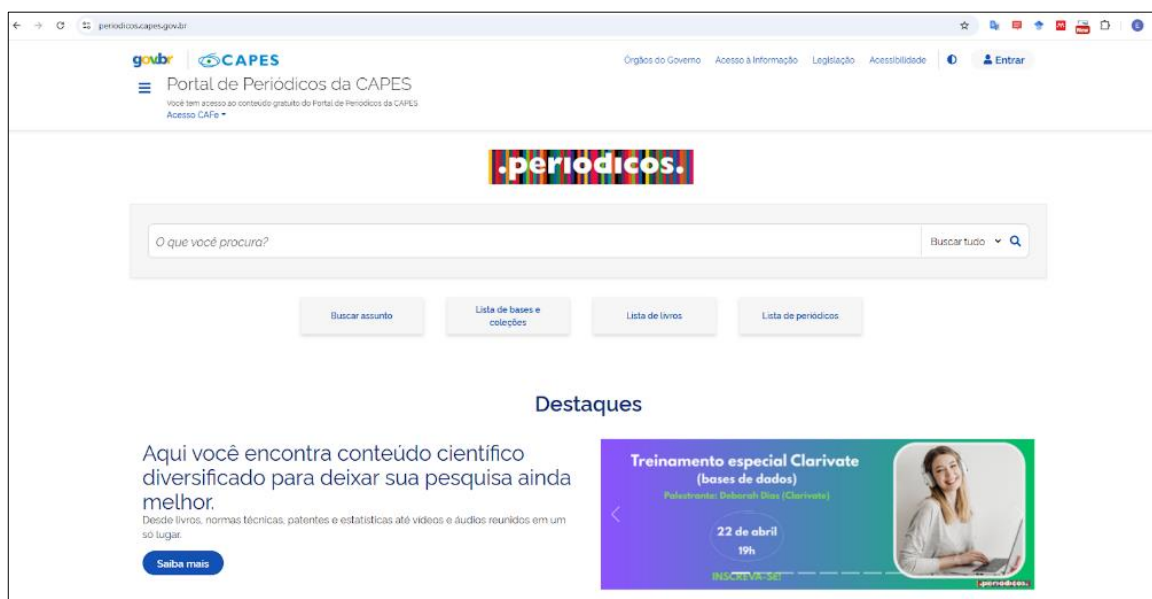 periodicos.capes.gov.br
New
E
gov.br
CAPES
Órgãos do Governo Acesso à Informação Legislação Acessibilidade Entrar
Portal de Periódicos da CAPES
Você tem acesso ao conteúdo gratuito do Portal de Periódicos da CAPES
Acesso CAFe
.periodicos.
O que você procura? Buscar tudo
Buscar assunto
Lista de bases e
coleções
Lista de livros
Lista de periódicos
Destaques
Aqui você encontra conteúdo científico
diversificado para deixar sua pesquisa ainda
melhor.
Desde livros, normas técnicas, patentes e estatísticas até vídeos e áudios reunidos em um
só lugar.
Saiba mais
Treinamento especial Clarivate
(bases de dados)
Palestrante: Deborah Dias (Clarivate)
22 de abril
19h
INSCREVA-SE!
.periodicos.